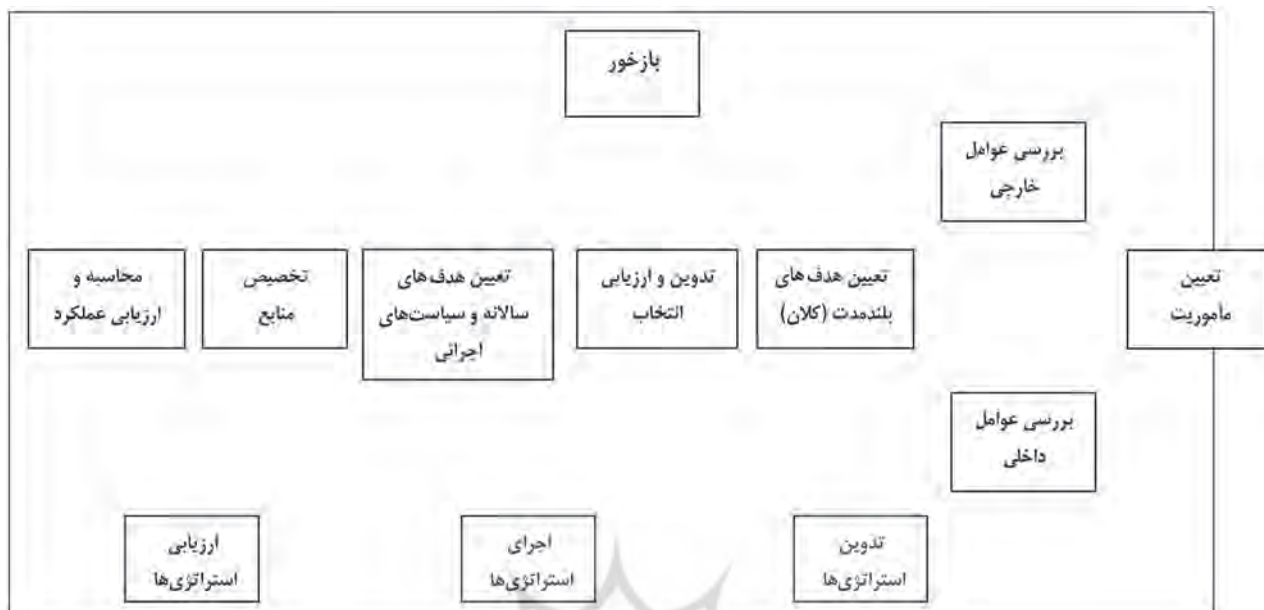 بازخور
بررسی عوامل
خارجی
تعیین
مأموریت
تعیین هدف‌های
بلندمدت (کلان)
تدوین و ارزیابی
انتخاب
تعیین هدف‌های
سالانه و سیاست‌های
اجرائی
تخصیص
منابع
محاسبه و
ارزیابی عملکرد
بررسی عوامل
داخلی
تدوین
استراتژی‌ها
اجرای
استراتژی‌ها
ارزیابی
استراتژی‌ها